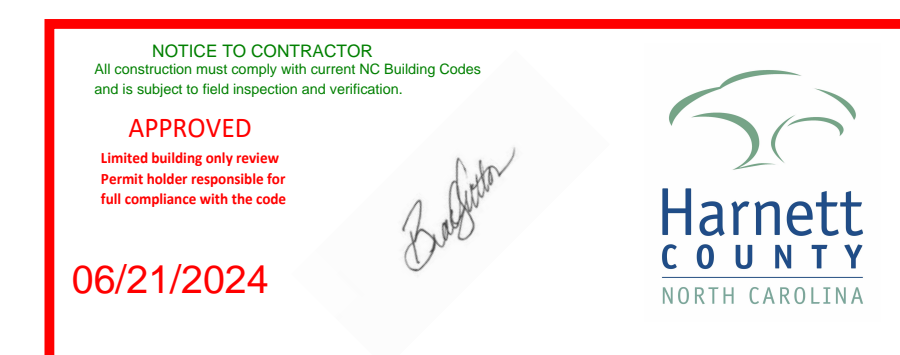 NOTICE TO CONTRACTOR
All construction must comply with current NC Building Codes
and is subject to field inspection and verification.
APPROVED
Limited building only review
Permit holder responsible for
full compliance with the code
06/21/2024
Harnett
COUNTY
NORTH CAROLINA